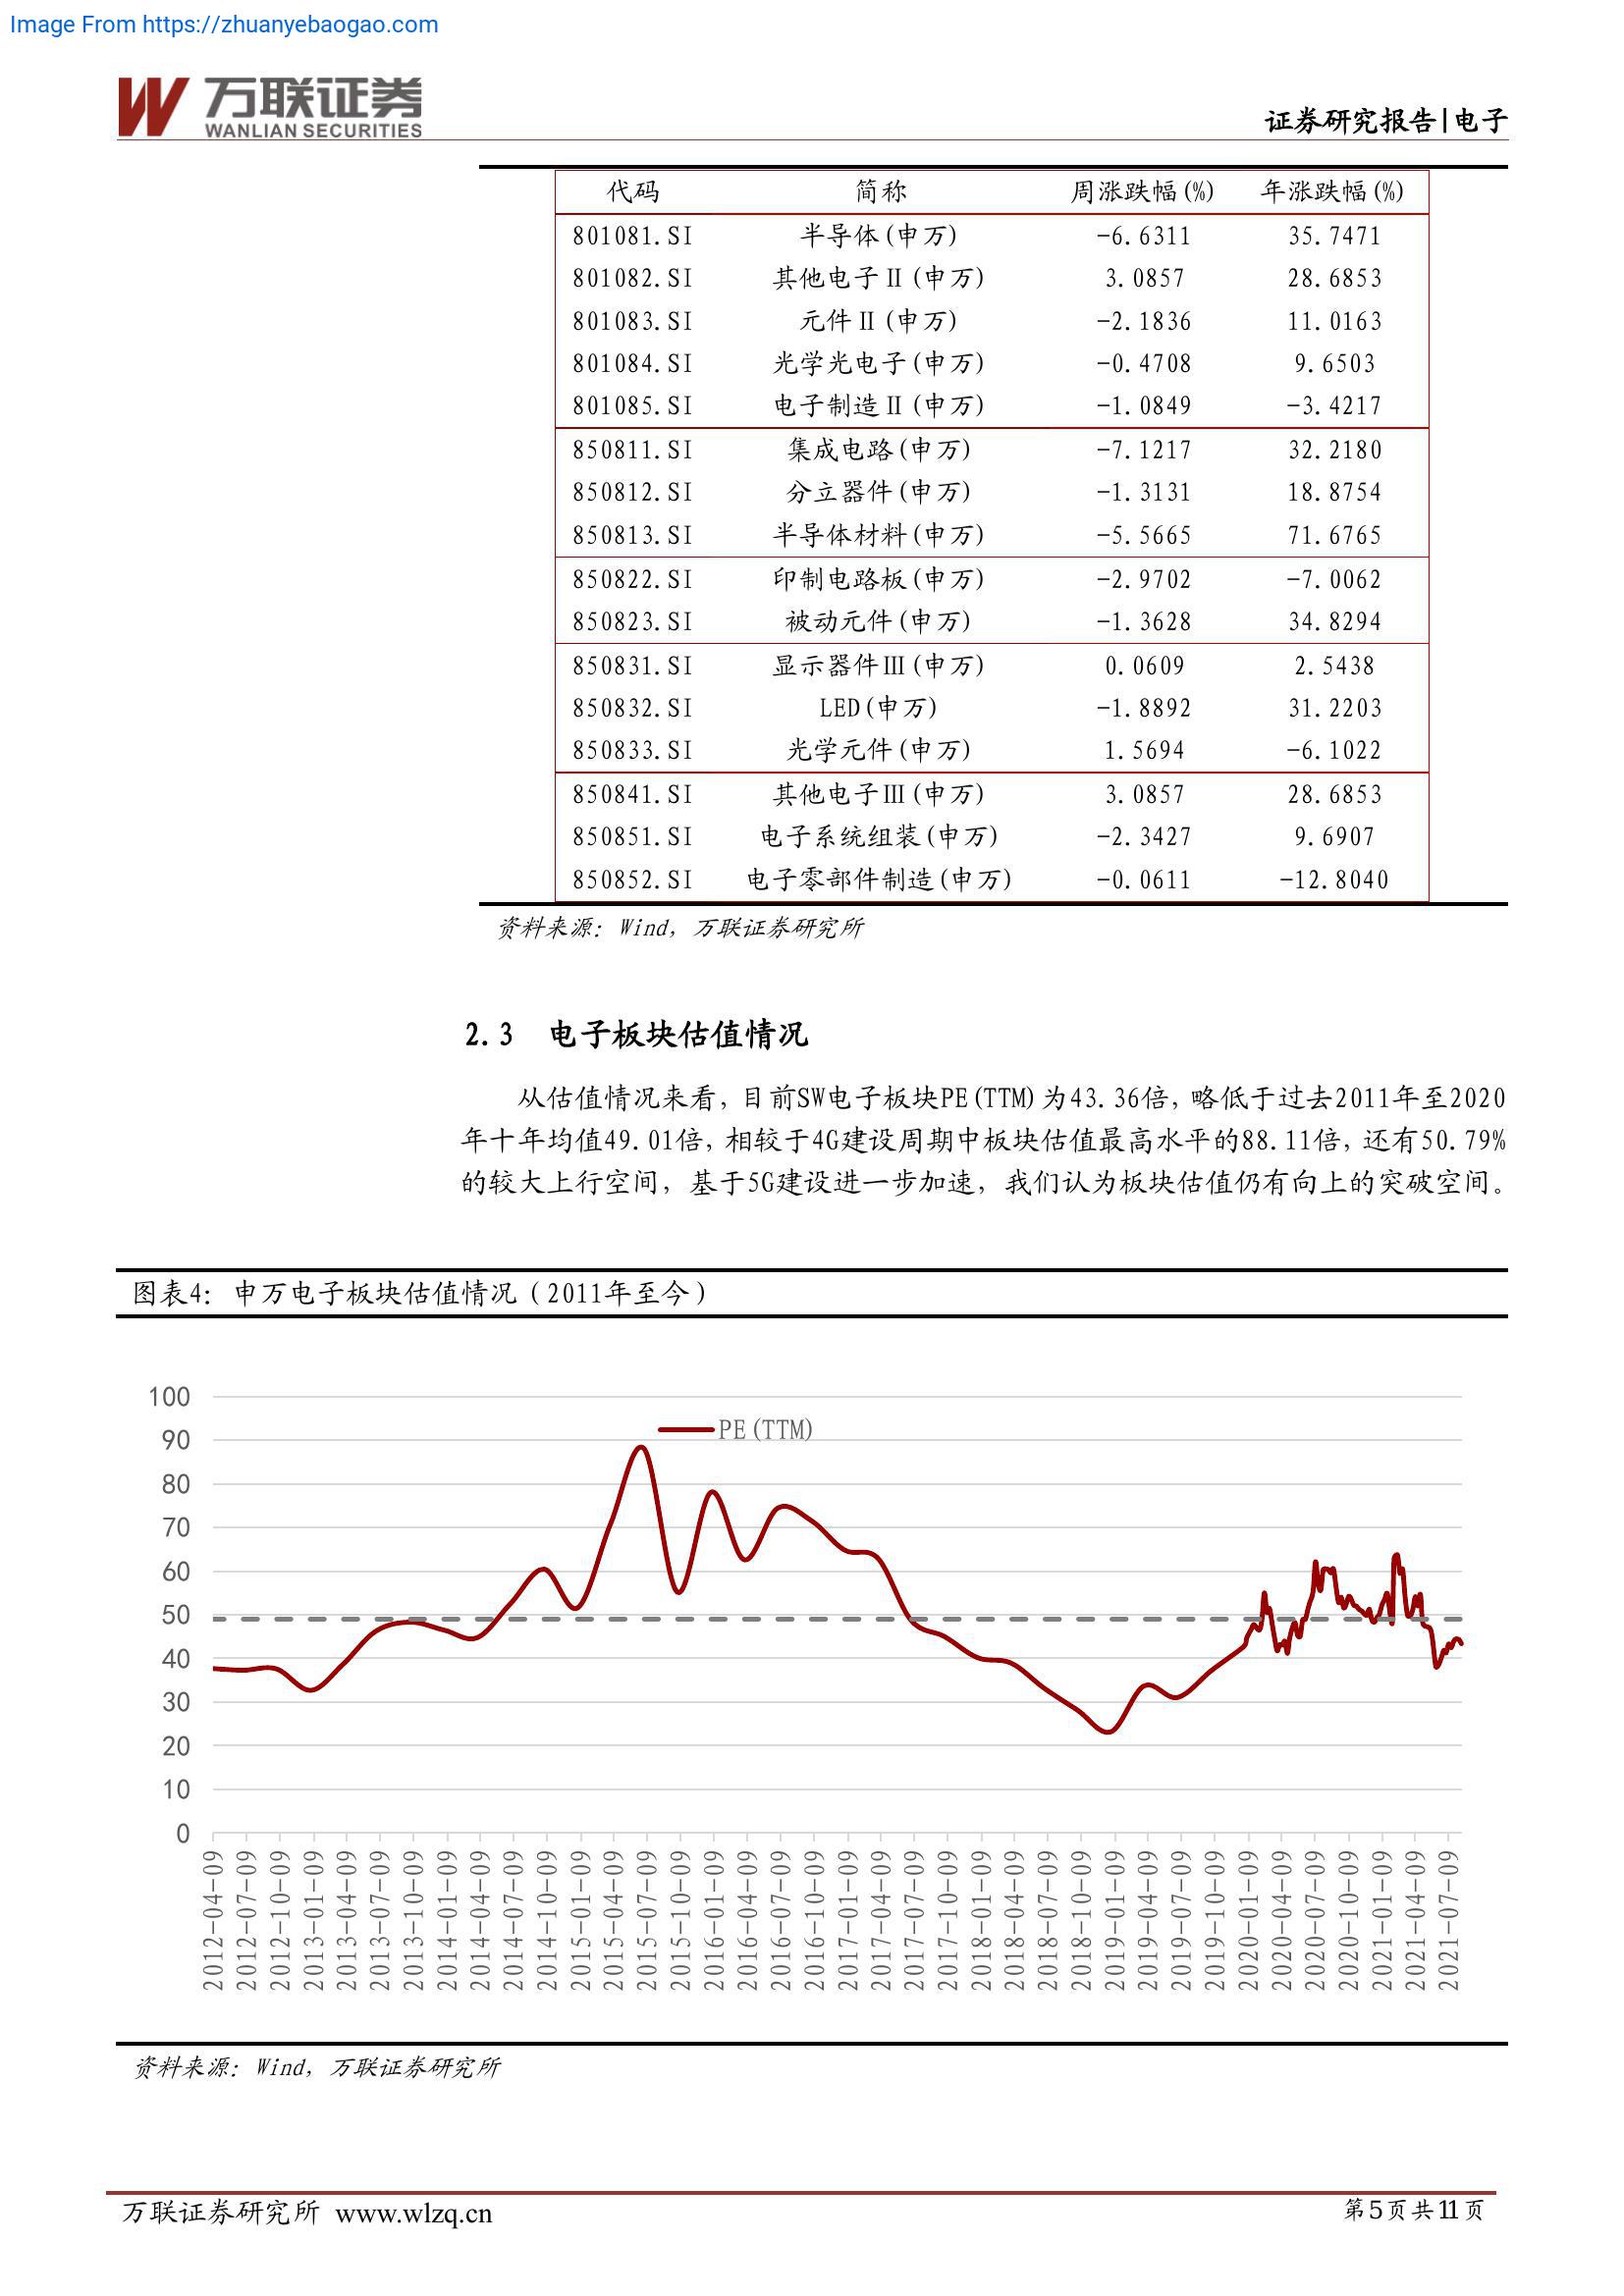 Image From https://zhuanyebaogao.com
万联证券
WANLIAN SECURITIES
证券研究报告|电子
代码 简称 周涨跌幅(%) 年涨跌幅(%)
801081.SI 半导体(申万) -6.6311 35.7471
801082.SI 其他电子Ⅱ(申万) 3.0857 28.6853
801083.SI 元件Ⅱ(申万) -2.1836 11.0163
801084.SI 光学光电子(申万) -0.4708 9.6503
801085.SI 电子制造Ⅱ(申万) -1.0849 -3.4217
850811.SI 集成电路(申万) -7.1217 32.2180
850812.SI 分立器件(申万) -1.3131 18.8754
850813.SI 半导体材料(申万) -5.5665 71.6765
850822.SI 印制电路板(申万) -2.9702 -7.0062
850823.SI 被动元件(申万) -1.3628 34.8294
850831.SI 显示器件Ⅲ(申万) 0.0609 2.5438
850832.SI LED(申万) -1.8892 31.2203
850833.SI 光学元件(申万) 1.5694 -6.1022
850841.SI 其他电子Ⅲ(申万) 3.0857 28.6853
850851.SI 电子系统组装(申万) -2.3427 9.6907
850852.SI 电子零部件制造(申万) -0.0611 -12.8040
资料来源：Wind，万联证券研究所
2.3 电子板块估值情况
从估值情况来看，目前SW电子板块PE(TTM)为43.36倍，略低于过去2011年至2020
年十年均值49.01倍，相较于4G建设周期中板块估值最高水平的88.11倍，还有50.79%
的较大上行空间，基于5G建设进一步加速，我们认为板块估值仍有向上的突破空间。
图表4：申万电子板块估值情况（2011年至今）
PE(TTM)
100
90
80
70
60
50
40
30
20
10
0
2012-04-09
2012-07-09
2012-10-09
2013-01-09
2013-04-09
2013-07-09
2013-10-09
2014-01-09
2014-04-09
2014-07-09
2014-10-09
2015-01-09
2015-04-09
2015-07-09
2015-10-09
2016-01-09
2016-04-09
2016-07-09
2016-10-09
2017-01-09
2017-04-09
2017-07-09
2017-10-09
2018-01-09
2018-04-09
2018-07-09
2018-10-09
2019-01-09
2019-04-09
2019-07-09
2019-10-09
2020-01-09
2020-04-09
2020-07-09
2020-10-09
2021-01-09
2021-04-09
2021-07-09
资料来源：Wind，万联证券研究所
万联证券研究所 www.wlzq.cn
第5页共11页